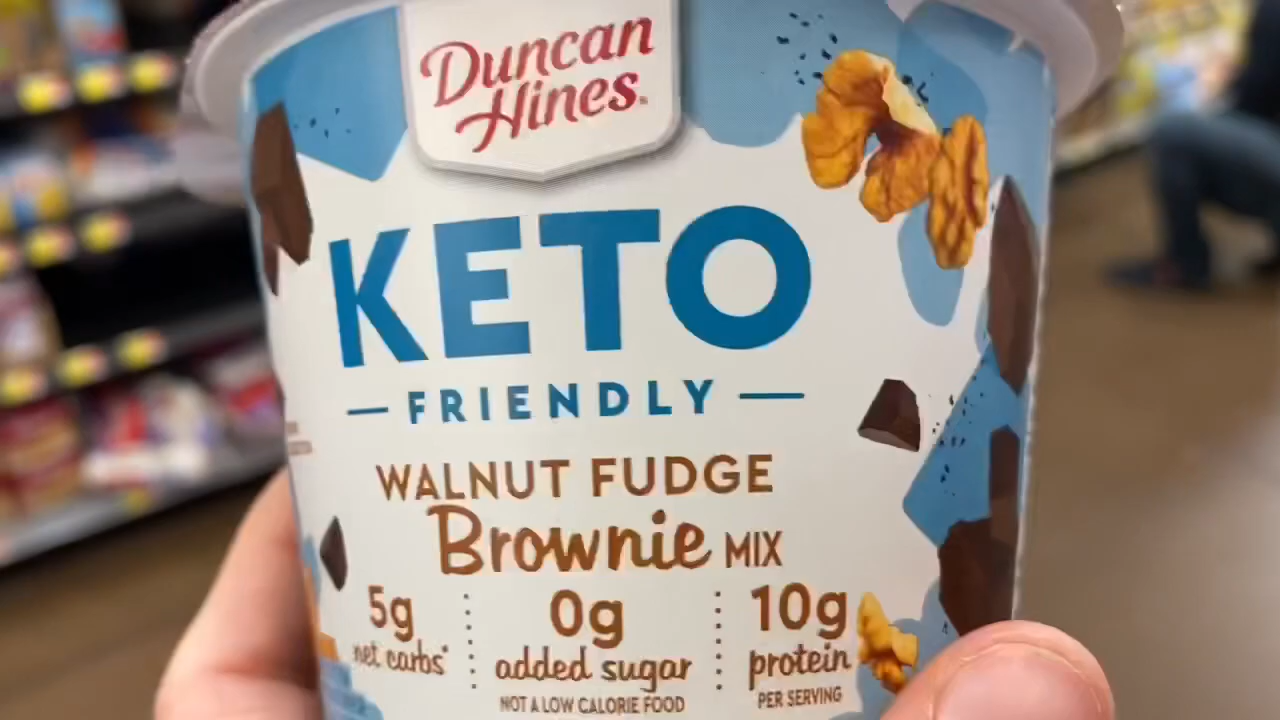 Duncan
Hines.
KETO
FRIENDLY
WALNUT FUDGE
Brownie MIX
5g
net carbs*
0g
added sugar
NOT A LOW CALORIE FOOD
10g
protein
PER SERVING